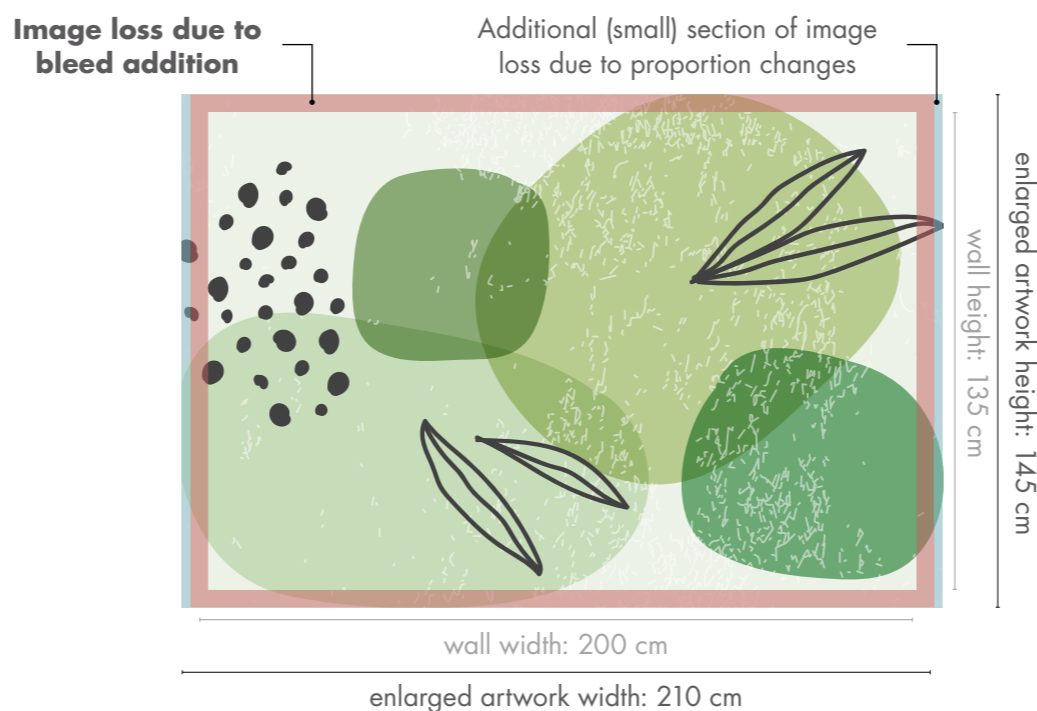 Image loss due to
bleed addition
Additional (small) section of image
loss due to proportion changes
wall height: 135 cm
enlarged artwork height: 145 cm
wall width: 200 cm
enlarged artwork width: 210 cm